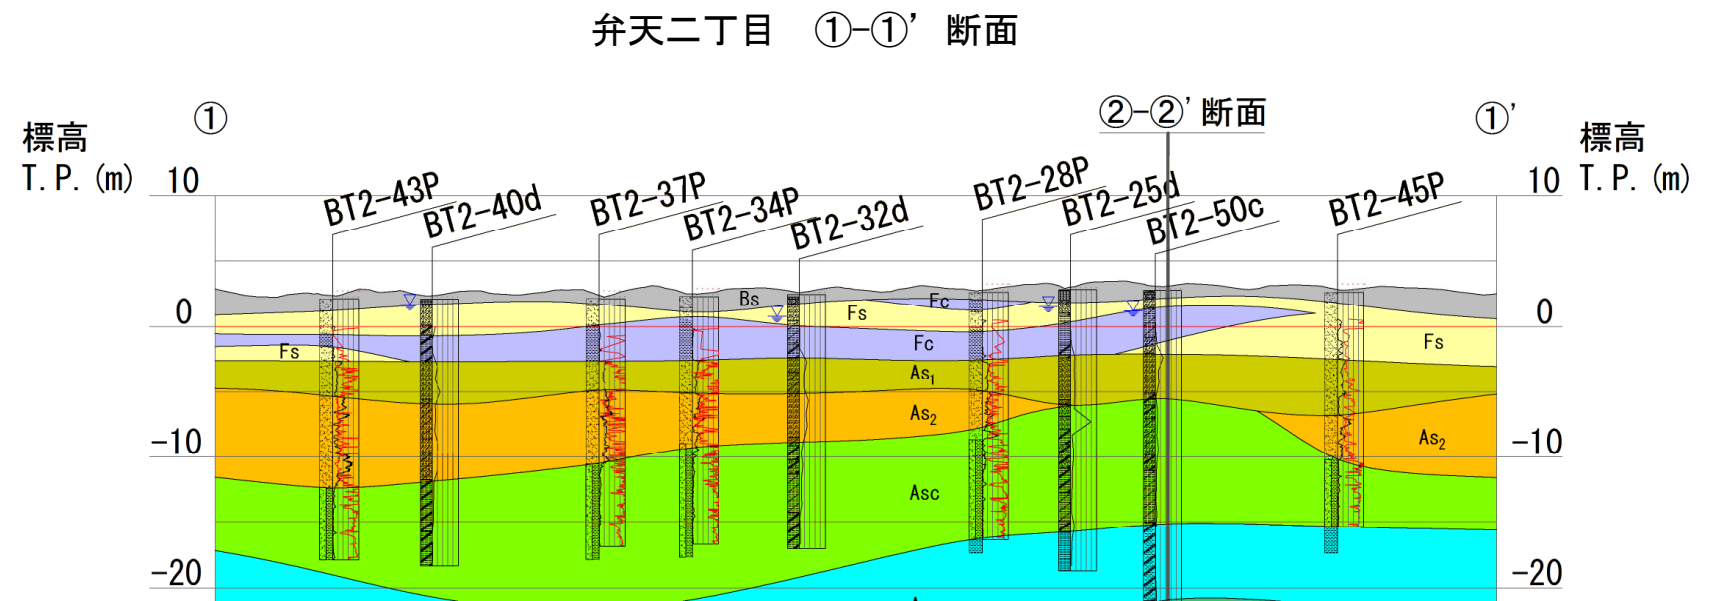 弁天二丁目 ①-①’ 断面
① ②-②’断面 ①’
標高 標高
T.P.(m) 10 10 T.P.(m)
BT2-43P BT2-40d BT2-37P BT2-34P BT2-32d BT2-28P BT2-25d BT2-50c BT2-45P
Bs Fc
0 Fs 0
Fs Fc Fs
As1
As2 As2
-10 -10
Asc
-20 -20